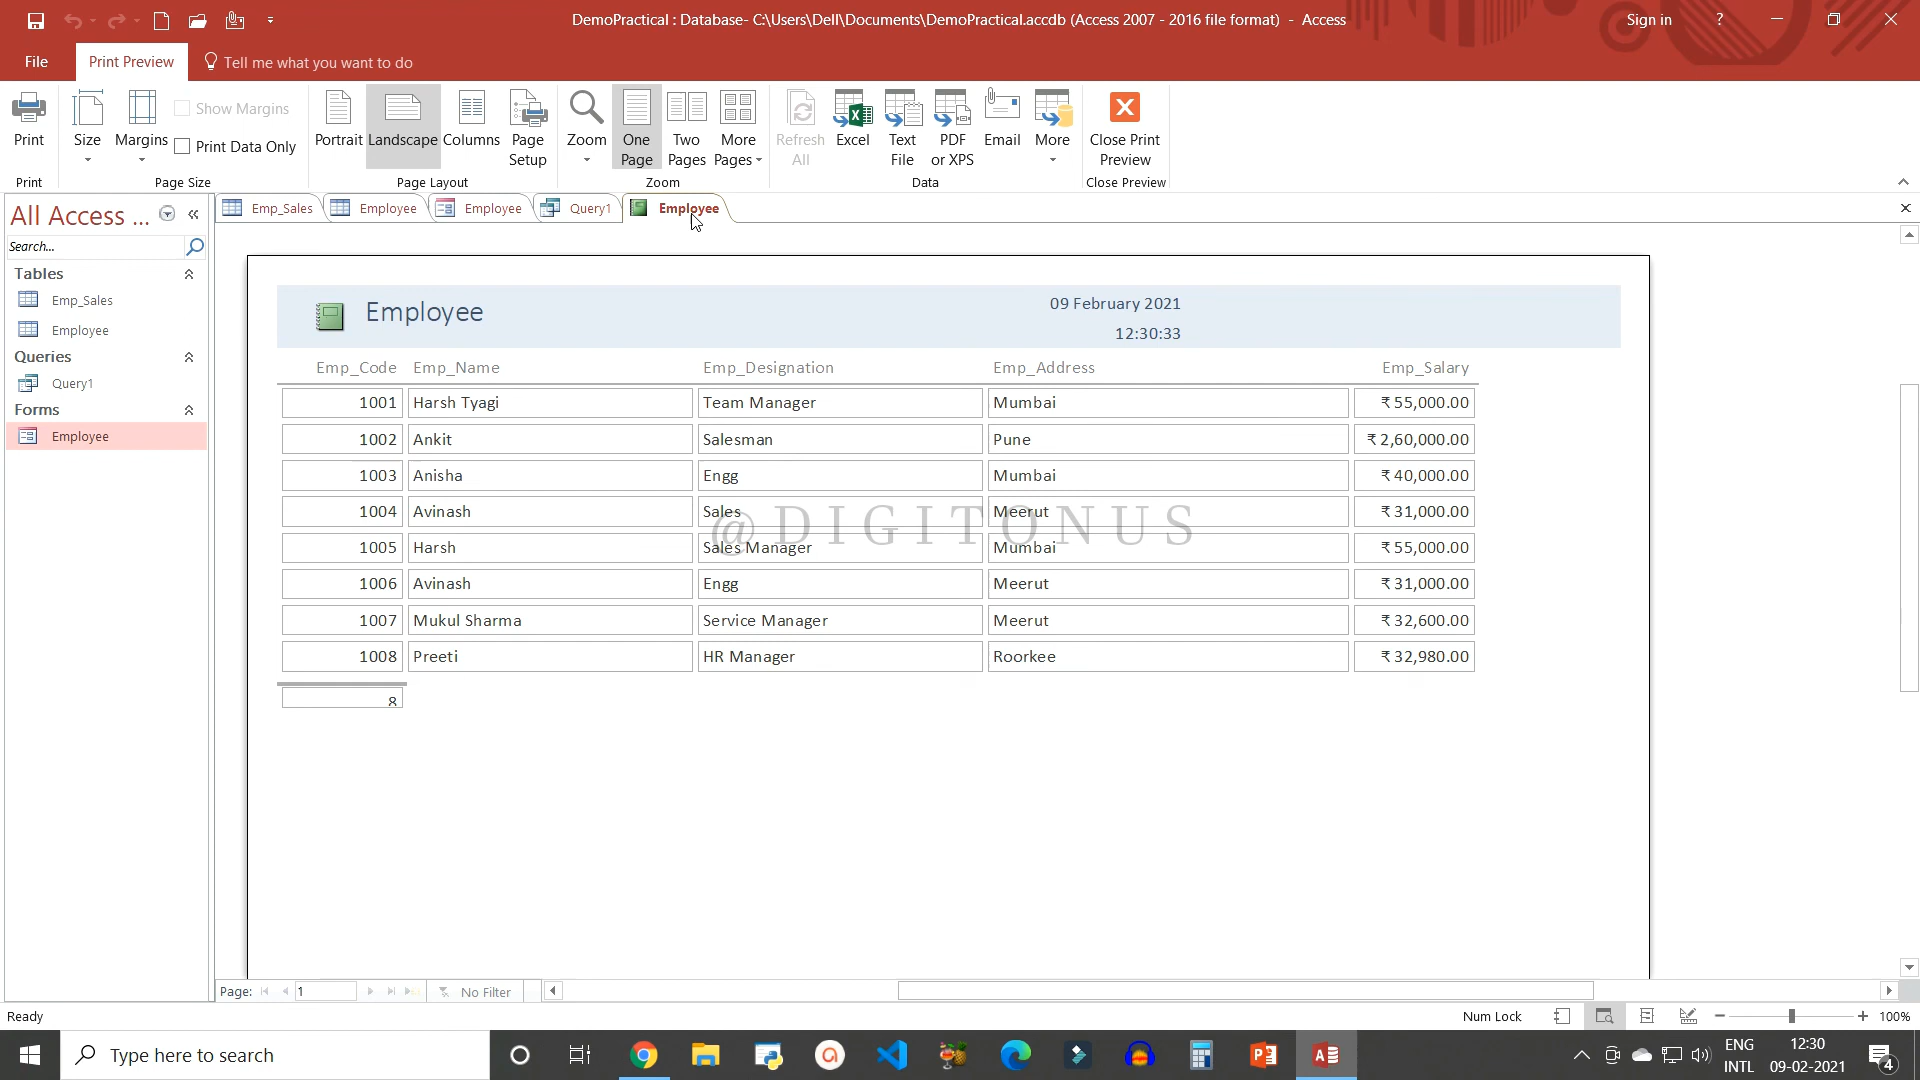 DemoPractical : Database- C:\Users\Dell\Documents\DemoPractical.accdb (Access 2007 - 2016 file format) - Access
Sign in
?
File
Print Preview
Tell me what you want to do
Print
Size
Margins
Show Margins
Print Data Only
Portrait
Landscape
Columns
Page Setup
Zoom
One Page
Two Pages
More Pages
Refresh All
Excel
Text File
PDF or XPS
Email
More
Close Print Preview
Print
Page Size
Page Layout
Zoom
Data
Close Preview
All Access ...
Search...
Tables
Emp_Sales
Employee
Queries
Query1
Forms
Employee
Emp_Sales
Employee
Employee
Query1
Employee
Employee
09 February 2021
12:30:33
Emp_Code Emp_Name Emp_Designation Emp_Address Emp_Salary
1001 Harsh Tyagi Team Manager Mumbai ₹ 55,000.00
1002 Ankit Salesman Pune ₹ 2,60,000.00
1003 Anisha Engg Mumbai ₹ 40,000.00
1004 Avinash Sales Meerut ₹ 31,000.00
@DIGITONUS
1005 Harsh Sales Manager Mumbai ₹ 55,000.00
1006 Avinash Engg Meerut ₹ 31,000.00
1007 Mukul Sharma Service Manager Meerut ₹ 32,600.00
1008 Preeti HR Manager Roorkee ₹ 32,980.00
8
Page: 1 No Filter
Ready
Num Lock
100%
Type here to search
ENG
INTL
12:30
09-02-2021
4